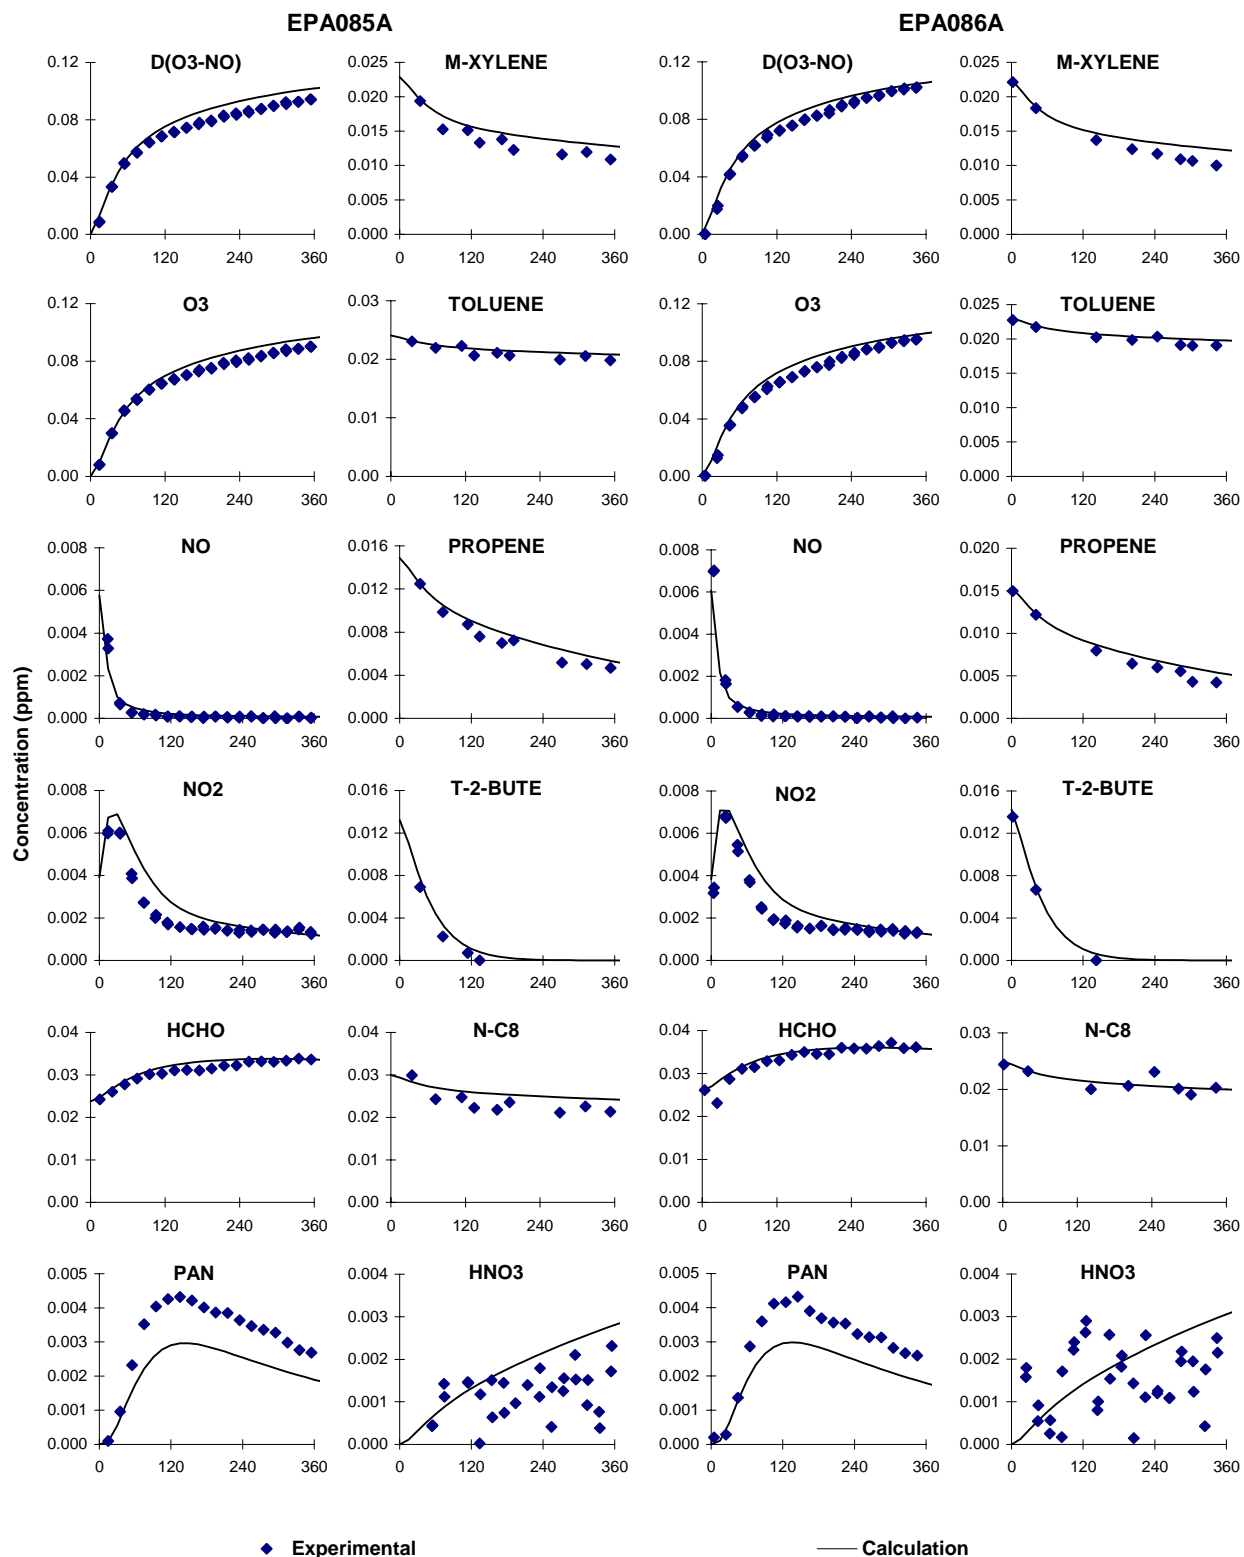 EPA085A EPA086A
D(O3-NO) M-XYLENE D(O3-NO) M-XYLENE
0.12 0.025 0.12 0.025
0.020 0.020
0.08 0.015 0.08 0.015
0.04 0.010 0.04 0.010
0.005 0.005
0.00 0.000 0.00 0.000
0 120 240 360 0 120 240 360 0 120 240 360 0 120 240 360
O3 TOLUENE O3 TOLUENE
0.12 0.03 0.12 0.025
0.020
0.08 0.02 0.08 0.015
0.04 0.01 0.04 0.010
0.005
0.00 0.00 0.00 0.000
0 120 240 360 0 120 240 360 0 120 240 360 0 120 240 360
NO PROPENE NO PROPENE
0.008 0.016 0.008 0.020
0.006 0.012 0.006 0.015
0.004 0.008 0.004 0.010
0.002 0.004 0.002 0.005
0.000 0.000 0.000 0.000
0 120 240 360 0 120 240 360 0 120 240 360 0 120 240 360
Concentration (ppm)
NO2 T-2-BUTE NO2 T-2-BUTE
0.008 0.016 0.008 0.016
0.006 0.012 0.006 0.012
0.004 0.008 0.004 0.008
0.002 0.004 0.002 0.004
0.000 0.000 0.000 0.000
0 120 240 360 0 120 240 360 0 120 240 360 0 120 240 360
HCHO N-C8 HCHO N-C8
0.04 0.04 0.04 0.03
0.03 0.03 0.03 0.02
0.02 0.02 0.02
0.01 0.01 0.01 0.01
0.00 0.00 0.00 0.00
0 120 240 360 0 120 240 360 0 120 240 360 0 120 240 360
PAN HNO3 PAN HNO3
0.005 0.004 0.005 0.004
0.004 0.003 0.004 0.003
0.003 0.002 0.003 0.002
0.002 0.001 0.002 0.001
0.001 0.001
0.000 0.000 0.000 0.000
0 120 240 360 0 120 240 360 0 120 240 360 0 120 240 360
Experimental Calculation